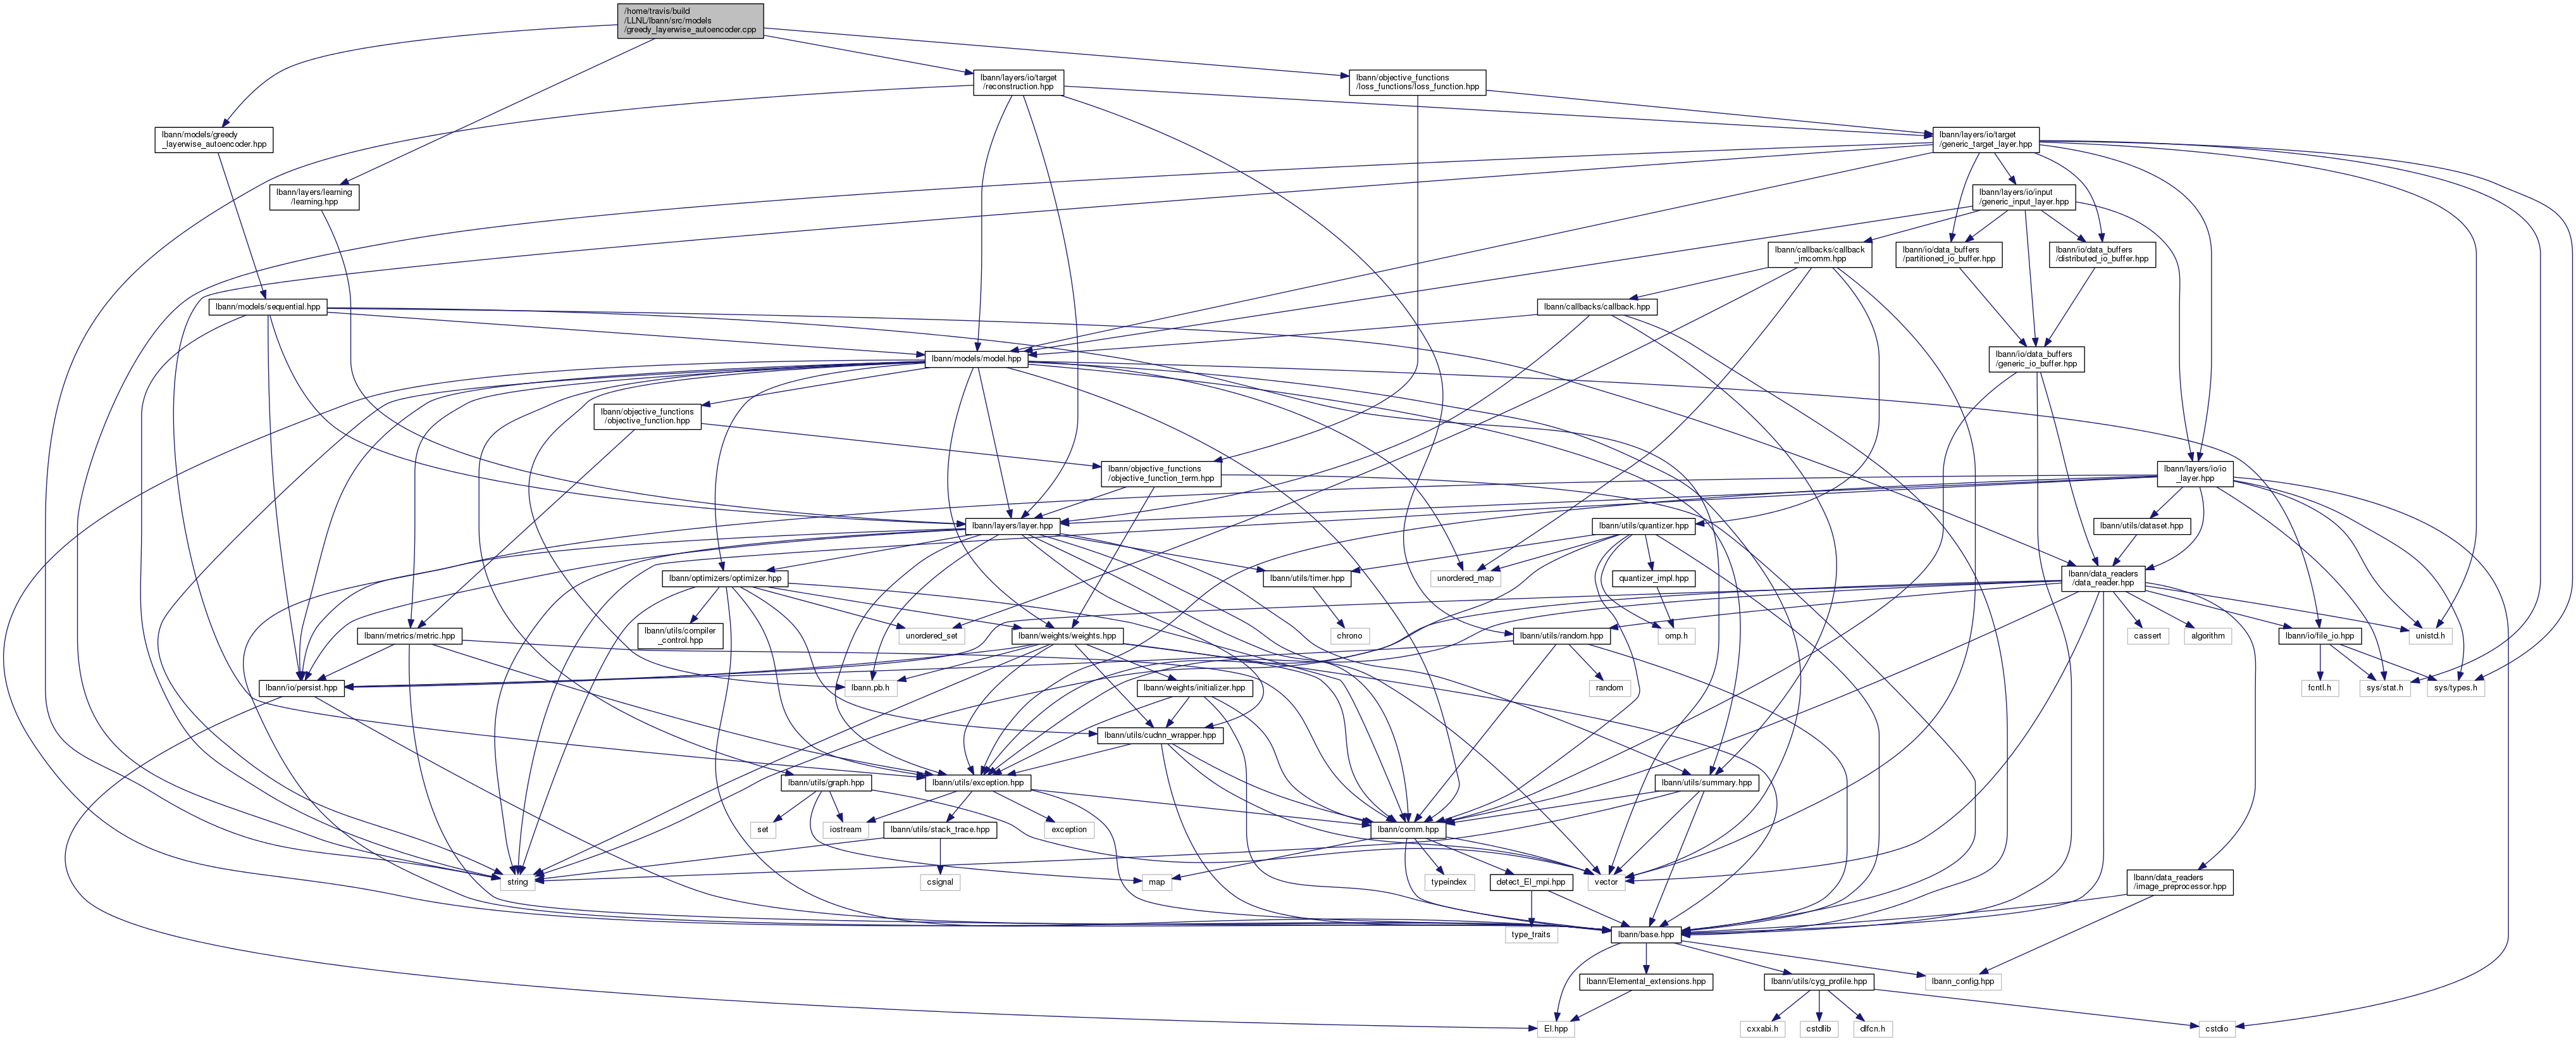 /home/travis/build
/LLNL/lbann/src/models
/greedy_layerwise_autoencoder.cpp
lbann/layers/io/target
/reconstruction.hpp
lbann/objective_functions
/loss_functions/loss_function.hpp
lbann/models/greedy
_layerwise_autoencoder.hpp
lbann/layers/io/target
/generic_target_layer.hpp
lbann/layers/learning
/learning.hpp
lbann/layers/io/input
/generic_input_layer.hpp
lbann/callbacks/callback
_imcomm.hpp
lbann/io/data_buffers
/partitioned_io_buffer.hpp
lbann/io/data_buffers
/distributed_io_buffer.hpp
lbann/models/sequential.hpp
lbann/callbacks/callback.hpp
lbann/models/model.hpp
lbann/io/data_buffers
/generic_io_buffer.hpp
lbann/objective_functions
/objective_function.hpp
lbann/objective_functions
/objective_function_term.hpp
lbann/layers/io/io
_layer.hpp
lbann/layers/layer.hpp
lbann/utils/quantizer.hpp
lbann/utils/dataset.hpp
lbann/optimizers/optimizer.hpp
lbann/utils/timer.hpp
unordered_map
quantizer_impl.hpp
lbann/data_readers
/data_reader.hpp
lbann/metrics/metric.hpp
lbann/utils/compiler
_control.hpp
unordered_set
lbann/weights/weights.hpp
chrono
lbann/utils/random.hpp
omp.h
cassert
algorithm
lbann/io/file_io.hpp
unistd.h
lbann/io/persist.hpp
lbann.pb.h
lbann/weights/initializer.hpp
random
fcntl.h
sys/stat.h
sys/types.h
lbann/utils/cudnn_wrapper.hpp
lbann/utils/graph.hpp
lbann/utils/exception.hpp
lbann/utils/summary.hpp
set
iostream
lbann/utils/stack_trace.hpp
exception
lbann/comm.hpp
string
csignal
map
typeindex
detect_El_mpi.hpp
vector
lbann/data_readers
/image_preprocessor.hpp
type_traits
lbann/base.hpp
lbann/Elemental_extensions.hpp
lbann/utils/cyg_profile.hpp
lbann_config.hpp
El.hpp
cxxabi.h
cstdlib
dlfcn.h
cstdio